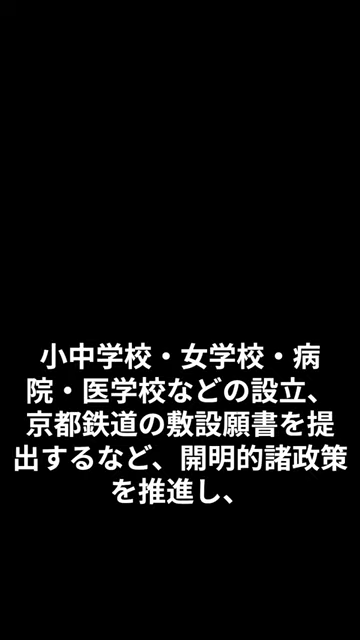 小中学校・女学校・病
院・医学校などの設立、
京都鉄道の敷設願書を提
出するなど、開明的諸政策
を推進し、